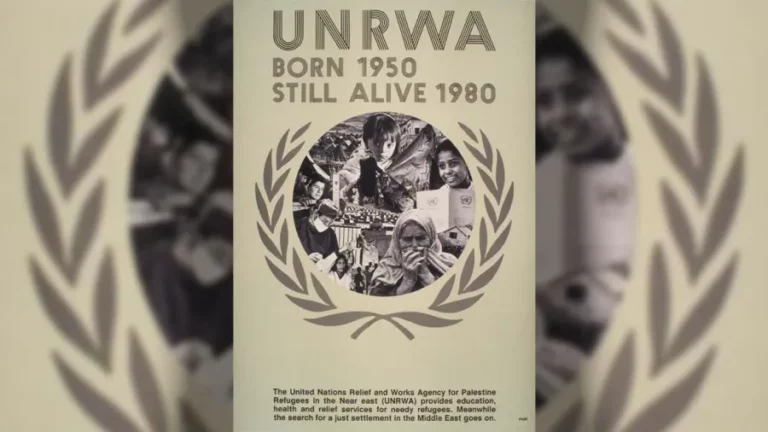 UNRWA
BORN 1950
STILL ALIVE 1980
The United Nations Relief and Works Agency for Palestine
Refugees in the Near east (UNRWA) provides education,
health and relief services for needy refugees. Meanwhile
the search for a just settlement in the Middle East goes on.